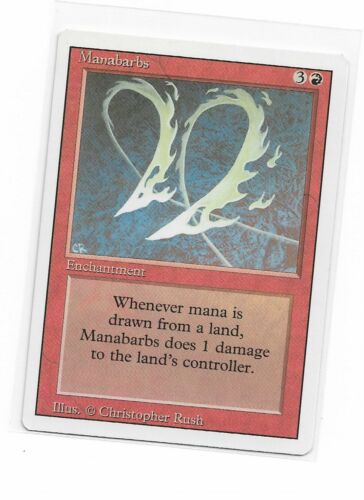 Manabarbs 3
CR
Enchantment
Whenever mana is
drawn from a land,
Manabarbs does 1 damage
to the land's controller.
Illus. © Christopher Rush